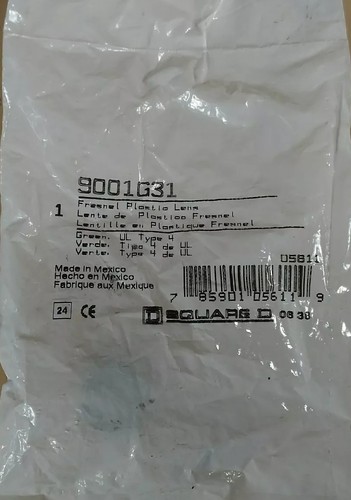 9001G31
1 Fresnel Plastic Lens
Lente de Plastico Fresnel
Lentille en Plastique Fresnel
Green. UL Type 4
Verde. Tipo 4 de UL
Verte. Type 4 de UL
05611
Made in Mexico
Hecho en Mexico
Fabrique aux Mexique
7 85901 05611 9
24 CE D SQUARE D 06 38